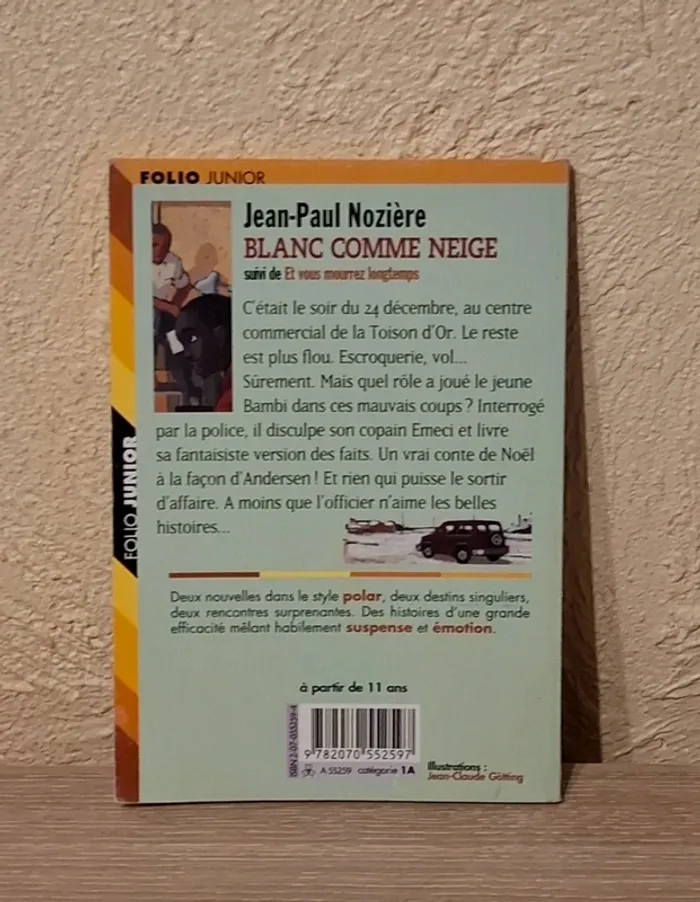 FOLIO JUNIOR
Jean-Paul Nozière
BLANC COMME NEIGE
suivi de Et vous mourrez longtemps
C'était le soir du 24 décembre, au centre
commercial de la Toison d'Or. Le reste
est plus flou. Escroquerie, vol...
Sûrement. Mais quel rôle a joué le jeune
Bambi dans ces mauvais coups ? Interrogé
par la police, il disculpe son copain Emeci et livre
sa fantaisiste version des faits. Un vrai conte de Noël
à la façon d'Andersen ! Et rien qui puisse le sortir
d'affaire. A moins que l'officier n'aime les belles
histoires...
FOLIO JUNIOR
Deux nouvelles dans le style polar, deux destins singuliers,
deux rencontres surprenantes. Des histoires d'une grande
efficacité mêlant habilement suspense et émotion.
à partir de 11 ans
ISBN 2-07-055259-4
9 782070 552597
A 55259 catégorie 1A
Illustrations :
Jean-Claude Götting